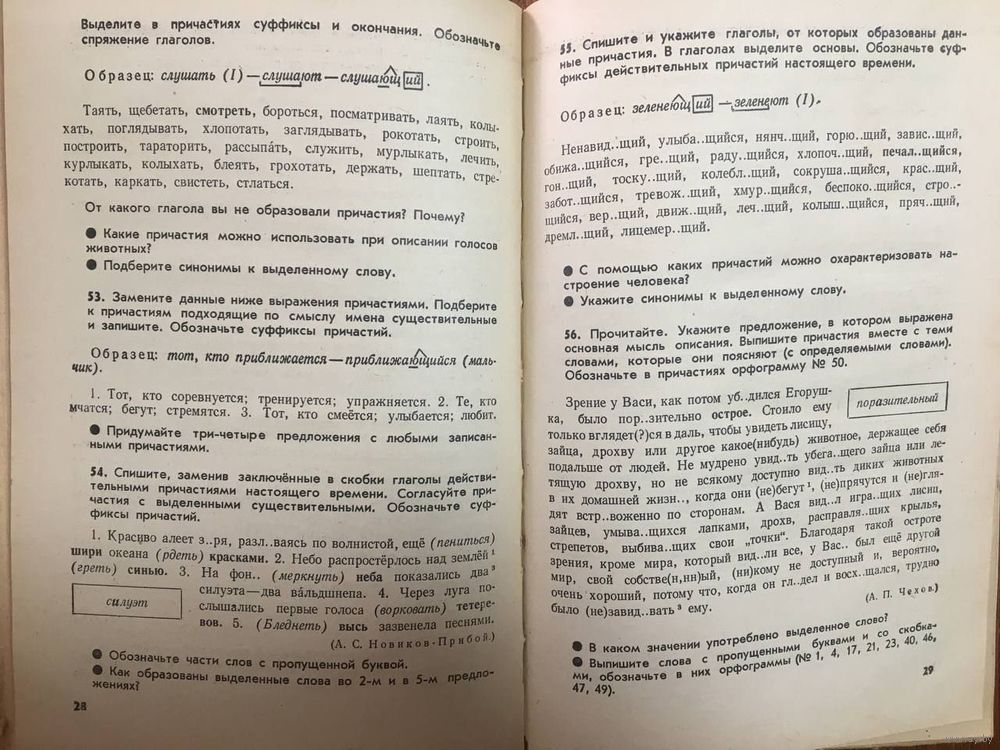 Выделите в причастиях суффиксы и окончания. Обозначьте
спряжение глаголов.
Образец: слушать (I) — слушают — слушающий.
Таять, щебетать, смотреть, бороться, посматривать, лаять, колы-
хать, поглядывать, хлопотать, заглядывать, рокотать, строить,
построить, тараторить, рассыпать, служить, мурлыкать, лечить,
курлыкать, колыхать, блеять, грохотать, держать, шептать, стре-
котать, каркать, свистеть, стлаться.
От какого глагола вы не образовали причастия? Почему?
● Какие причастия можно использовать при описании голосов
животных?
● Подберите синонимы к выделенному слову.
53. Замените данные ниже выражения причастиями. Подберите
к причастиям подходящие по смыслу имена существительные
и запишите. Обозначьте суффиксы причастий.
Образец: тот, кто приближается — приближающийся (маль-
чик).
1. Тот, кто соревнуется; тренируется; упражняется. 2. Те, кто
мчатся; бегут; стремятся. 3. Тот, кто смеётся; улыбается; любит.
● Придумайте три-четыре предложения с любыми записан-
ными причастиями.
54. Спишите, заменив заключённые в скобки глаголы действи-
тельными причастиями настоящего времени. Согласуйте при-
частия с выделенными существительными. Обозначьте суф-
фиксы причастий.
1. Красиво алеет з..ря, разл..ваясь по волнистой, ещё (пениться)
шири океана (рдеть) красками. 2. Небо распростёрлось над землёй¹
(греть) синью. 3. На фон.. (меркнуть) неба показались два³
силуэта — два вальдшнепа. 4. Через луга по-
слышались первые голоса (ворковать) тетере-
вов. 5. (Бледнеть) высь зазвенела песнями.
силуэт
(А. С. Новиков-Прибой.)
● Обозначьте части слов с пропущенной буквой.
● Как образованы выделенные слова во 2-м и в 5-м предло-
жениях?
28
55. Спишите и укажите глаголы, от которых образованы дан-
ные причастия. В глаголах выделите основы. Обозначьте суф-
фиксы действительных причастий настоящего времени.
Образец: зеленеющий — зеленеют (I).
Ненавид..щий, улыба..щийся, нянч..щий, горю..щий, завис..щий,
обижа..щийся, гре..щий, раду..щийся, хлопоч..щий, печал..щийся,
гон..щий, тоску..щий, колебл..щий, сокруша..щийся, крас..щий,
забот..щийся, тревож..щий, хмур..щийся, беспоко..щийся, стро..-
щийся, вер..щий, движ..щий, леч..щий, колыш..щийся, пряч..щий,
дремл..щий, лицемер..щий.
● С помощью каких причастий можно охарактеризовать на-
строение человека?
● Укажите синонимы к выделенному слову.
56. Прочитайте. Укажите предложение, в котором выражена
основная мысль описания. Выпишите причастия вместе с теми
словами, которые они поясняют (с определяемыми словами).
Обозначьте в причастиях орфограмму № 50.
Зрение у Васи, как потом уб..дился Егоруш-
ка, было пор..зительно острое. Стоило ему
только вглядет(?)ся в даль, чтобы увидеть лисицу,
поразительный
зайца, дрохву или другое какое(нибудь) животное, держащее себя
подальше от людей. Не мудрено увид..ть убега..щего зайца или ле-
тящую дрохву, но не всякому доступно вид..ть диких животных
в их домашней жизн.., когда они (не)бегут¹, (не)прячутся и (не)гля-
дят встр..воженно по сторонам. А Вася вид..л игра..щих лисиц,
зайцев, умыва..щихся лапками, дрохв, расправля..щих крылья,
стрепетов, выбива..щих свои „точки“. Благодаря такой остроте
зрения, кроме мира, который вид..ли все, у Вас.. был ещё другой
мир, свой собстве(н,нн)ый, (ни)кому не доступный и, вероятно,
очень хороший, потому что, когда он гл..дел и восх..щался, трудно
было (не)завид..вать³ ему.
(А. П. Чехов.)
● В каком значении употреблено выделенное слово?
● Выпишите слова с пропущенными буквами и со скобка-
ми, обозначьте в них орфограммы (№ 1, 4, 17, 21, 23, 40, 46,
47, 49).
29